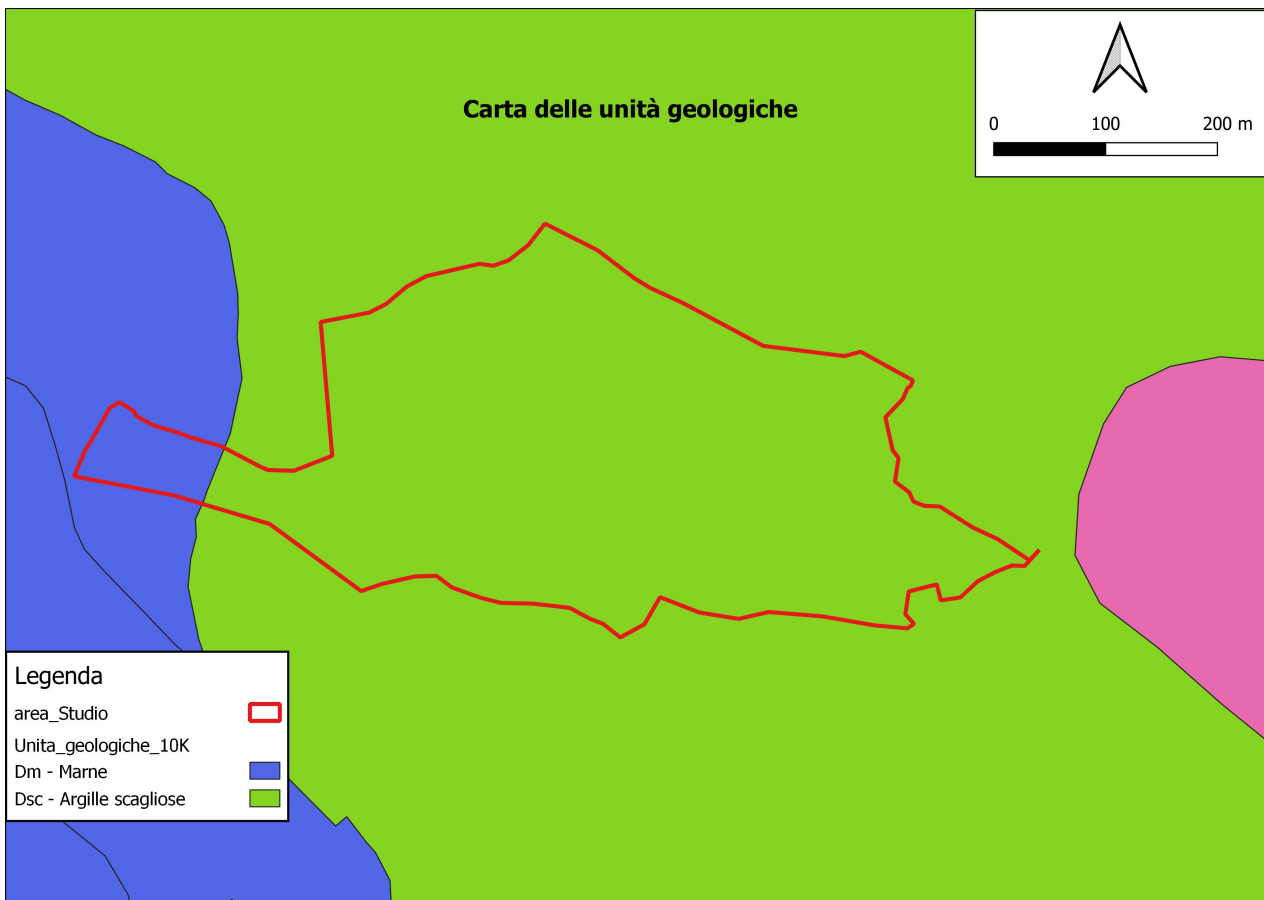 Carta delle unità geologiche
0 100 200 m
Legenda
area_Studio
Unita_geologiche_10K
Dm - Marne
Dsc - Argille scagliose